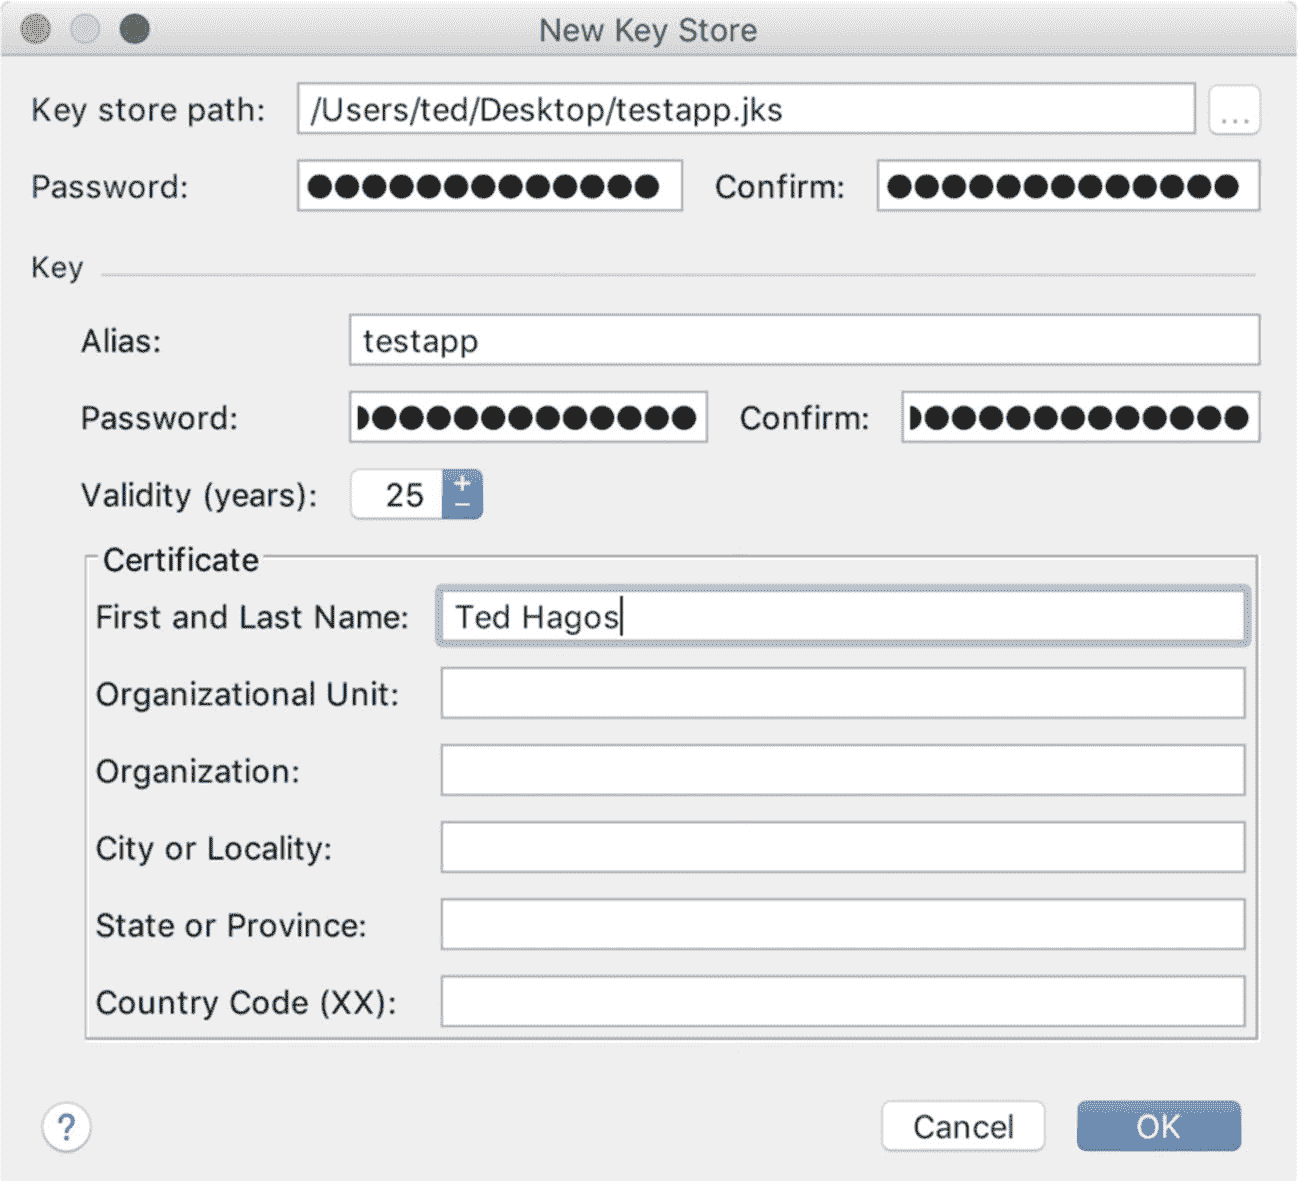 New Key Store
Key store path: /Users/ted/Desktop/testapp.jks ...
Password: ●●●●●●●●●●●●● Confirm: ●●●●●●●●●●●●●
Key
Alias: testapp
Password: ●●●●●●●●●●●●● Confirm: ●●●●●●●●●●●●●
Validity (years): 25 + −
Certificate
First and Last Name: Ted Hagos
Organizational Unit:
Organization:
City or Locality:
State or Province:
Country Code (XX):
? Cancel OK